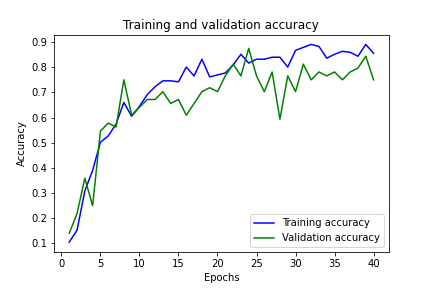 Training and validation accuracy
Accuracy
0.9
0.8
0.7
0.6
0.5
0.4
0.3
0.2
0.1
Training accuracy
Validation accuracy
0 5 10 15 20 25 30 35 40
Epochs